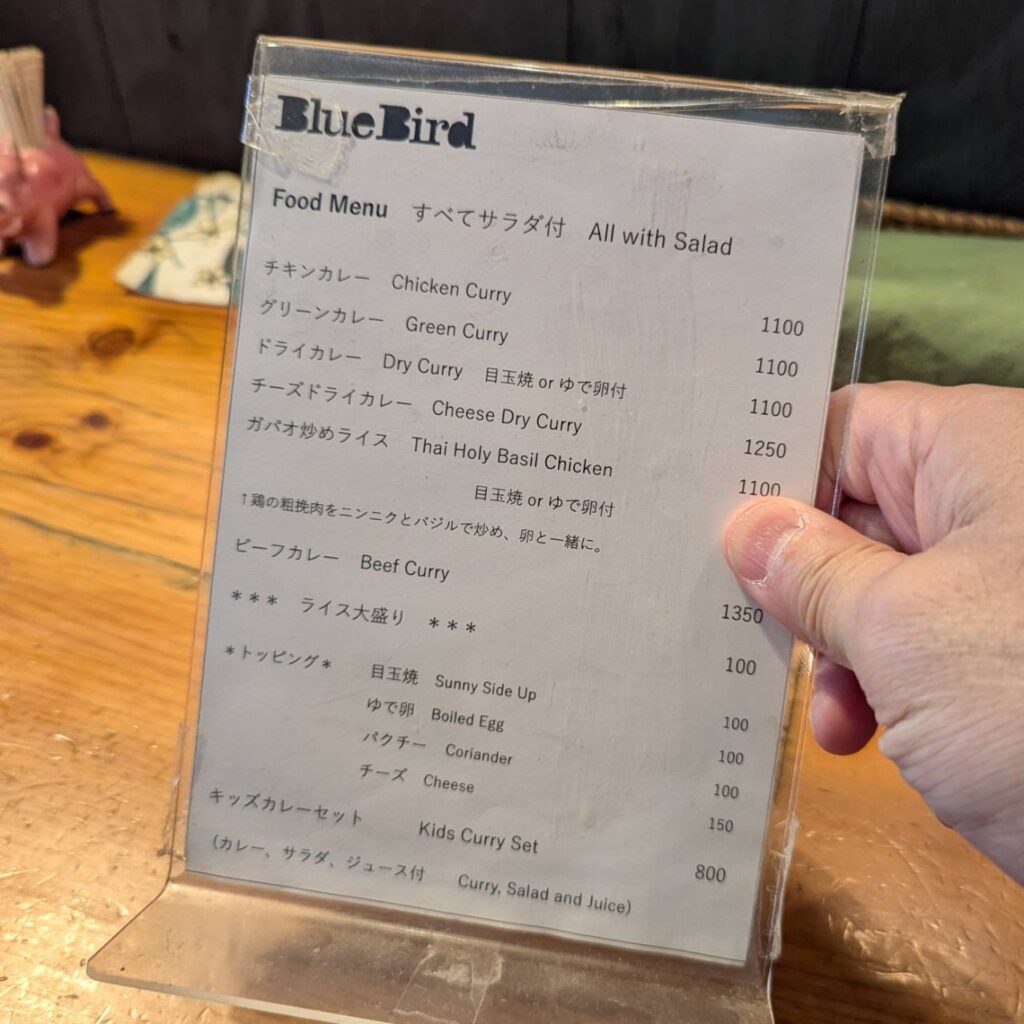 BlueBird
Food Menu すべてサラダ付 All with Salad
チキンカレー Chicken Curry 1100
グリーンカレー Green Curry 1100
ドライカレー Dry Curry 目玉焼 or ゆで卵付 1100
チーズドライカレー Cheese Dry Curry 1250
ガパオ炒めライス Thai Holy Basil Chicken 1100
目玉焼 or ゆで卵付
↑鶏の粗挽肉をニンニクとバジルで炒め、卵と一緒に。
ビーフカレー Beef Curry 1350
＊＊＊ ライス大盛り ＊＊＊ 100
＊トッピング＊ 目玉焼 Sunny Side Up 100
ゆで卵 Boiled Egg 100
パクチー Coriander 100
チーズ Cheese 150
キッズカレーセット Kids Curry Set 800
(カレー、サラダ、ジュース付 Curry, Salad and Juice)